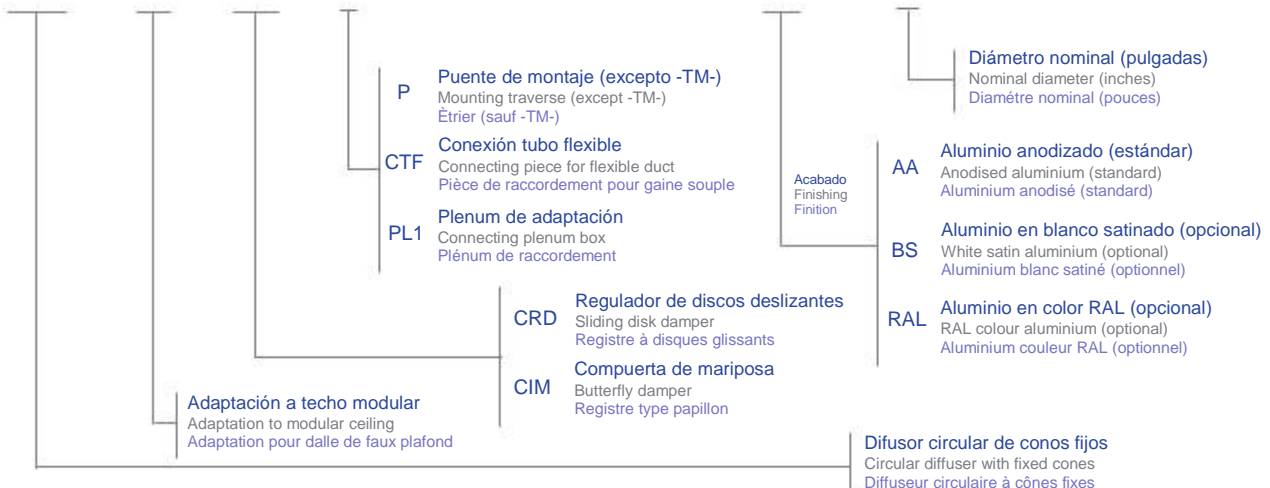 P
Puente de montaje (excepto -TM-)
Mounting traverse (except -TM-)
Ètrier (sauf -TM-)
CTF
Conexión tubo flexible
Connecting piece for flexible duct
Pièce de raccordement pour gaine souple
PL1
Plenum de adaptación
Connecting plenum box
Plénum de raccordement
Diámetro nominal (pulgadas)
Nominal diameter (inches)
Diamétre nominal (pouces)
Acabado
Finishing
Finition
AA
Aluminio anodizado (estándar)
Anodised aluminium (standard)
Aluminium anodisé (standard)
BS
Aluminio en blanco satinado (opcional)
White satin aluminium (optional)
Aluminium blanc satiné (optionnel)
RAL
Aluminio en color RAL (opcional)
RAL colour aluminium (optional)
Aluminium couleur RAL (optionnel)
CRD
Regulador de discos deslizantes
Sliding disk damper
Registre à disques glissants
CIM
Compuerta de mariposa
Butterfly damper
Registre type papillon
Adaptación a techo modular
Adaptation to modular ceiling
Adaptation pour dalle de faux plafond
Difusor circular de conos fijos
Circular diffuser with fixed cones
Diffuseur circulaire à cônes fixes